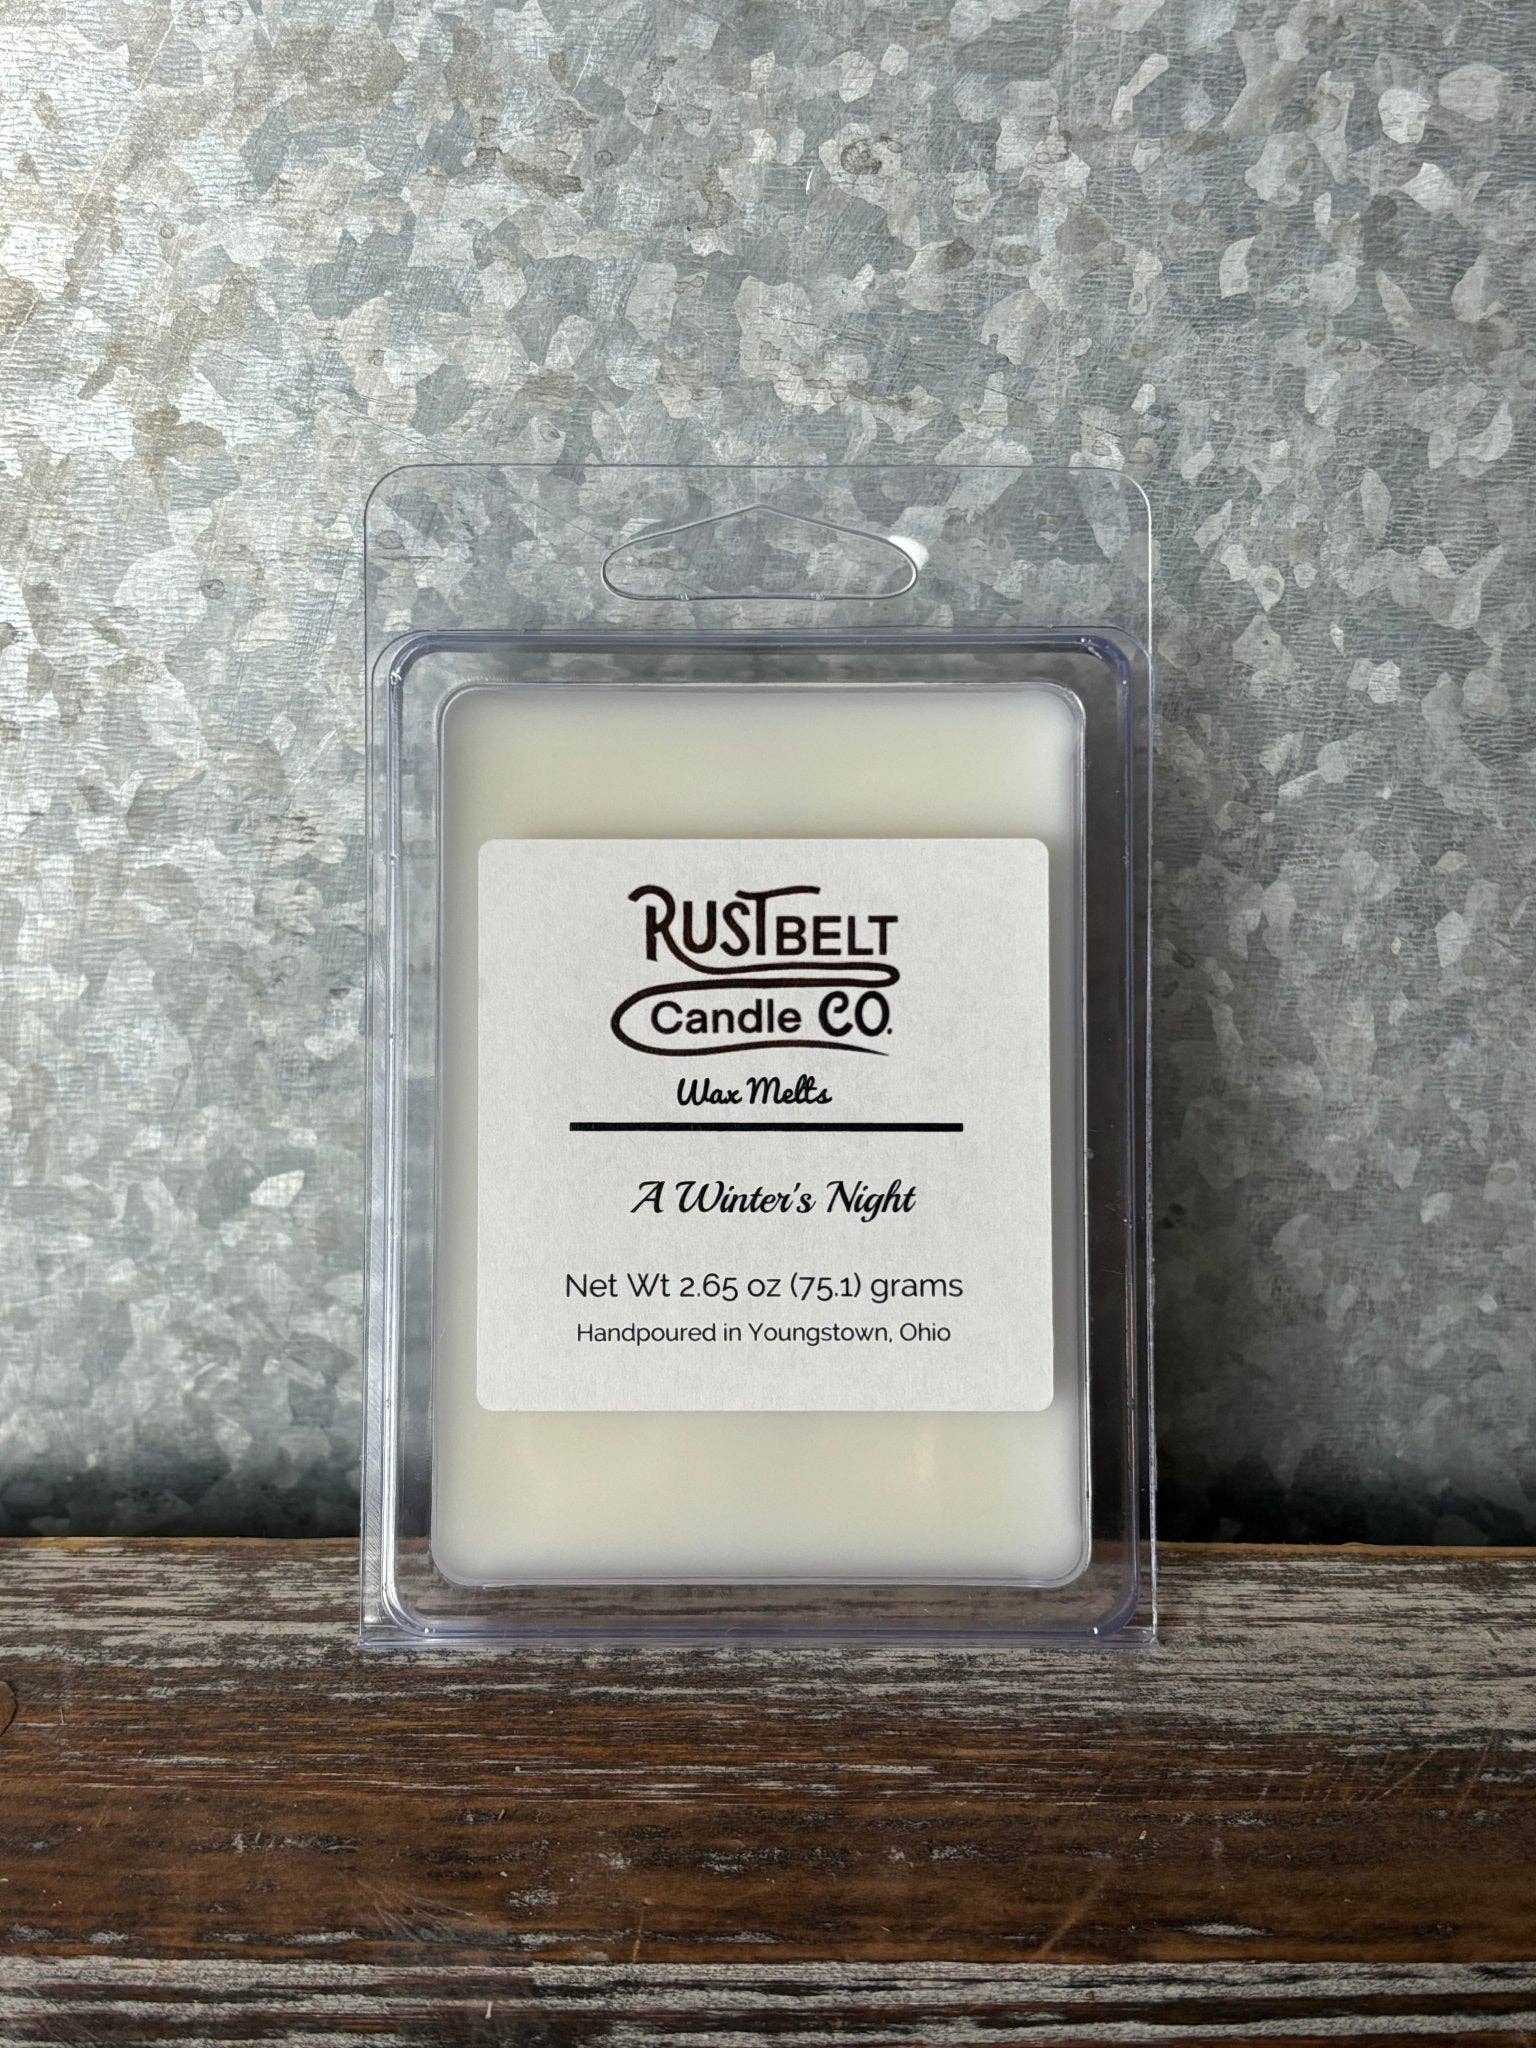 RUSTBELT
Candle CO.
Wax Melts
A Winter's Night
Net Wt 2.65 oz (75.1) grams
Handpoured in Youngstown, Ohio